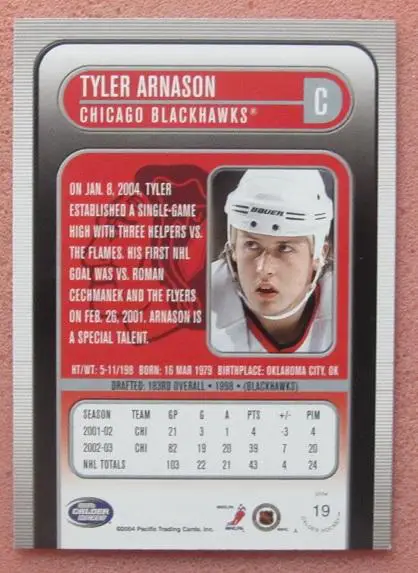 TYLER ARNASON
CHICAGO BLACKHAWKS®
C
ON JAN. 8, 2004, TYLER
ESTABLISHED A SINGLE-GAME
HIGH WITH THREE HELPERS VS.
THE FLAMES. HIS FIRST NHL
GOAL WAS VS. ROMAN
CECHMANEK AND THE FLYERS
ON FEB. 26, 2001. ARNASON IS
A SPECIAL TALENT.
BAUER
HT/WT: 5-11/198 BORN: 16 MAR 1979 BIRTHPLACE: OKLAHOMA CITY, OK
DRAFTED: 183RD OVERALL • 1998 • (BLACKHAWKS)
SEASON TEAM GP G A PTS +/- PIM
2001-02 CHI 21 3 1 4 -3 4
2002-03 CHI 82 19 20 39 7 20
NHL TOTALS 103 22 21 43 4 24
CALDER
©2004 Pacific Trading Cards, Inc.
NHLPA
NHL
19